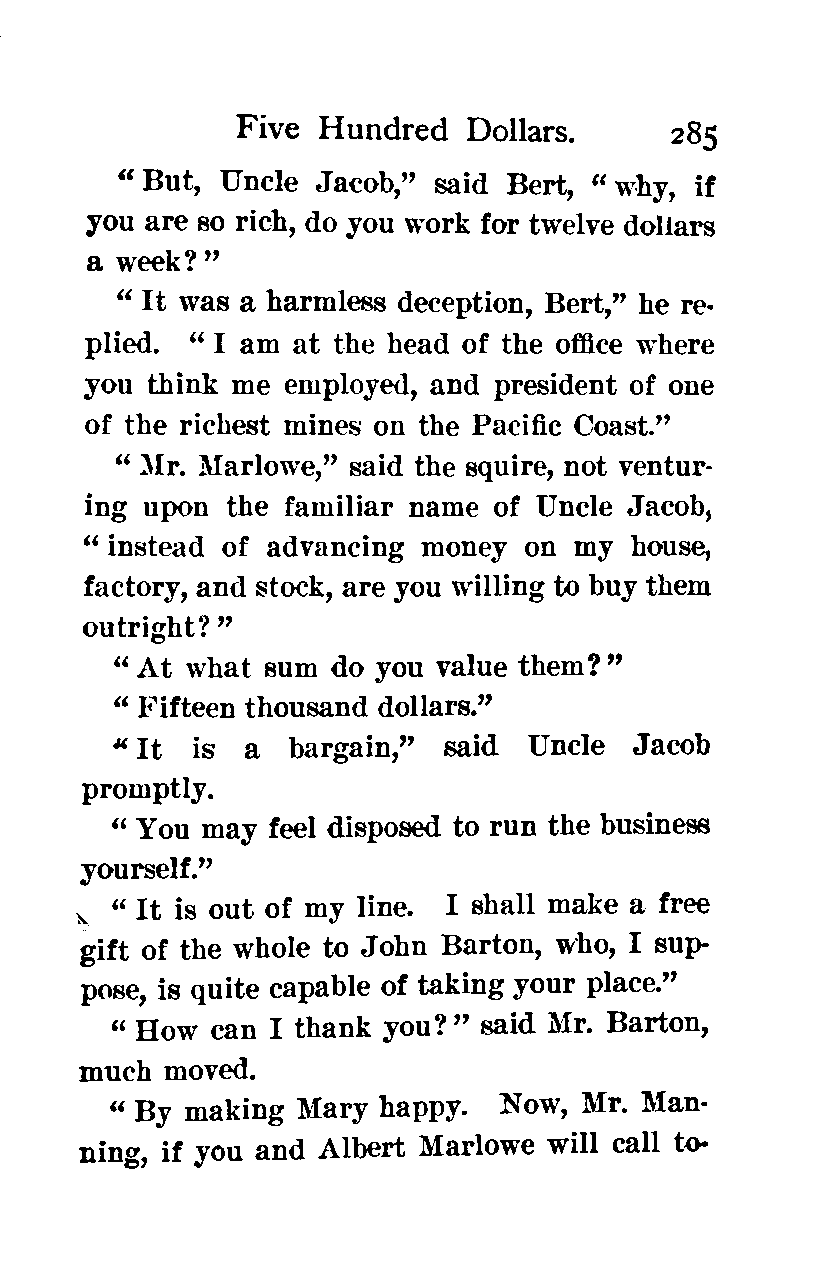 Five Hundred Dollars. 285
“ But, Uncle Jacob,” said Bert, “ why, if
you are so rich, do you work for twelve dollars
a week? ”
“ It was a harmless deception, Bert,” he re-
plied. “ I am at the head of the office where
you think me employed, and president of one
of the richest mines on the Pacific Coast.”
“ Mr. Marlowe,” said the squire, not ventur-
ing upon the familiar name of Uncle Jacob,
“ instead of advancing money on my house,
factory, and stock, are you willing to buy them
outright? ”
“ At what sum do you value them? ”
“ Fifteen thousand dollars.”
“ It is a bargain,” said Uncle Jacob
promptly.
“ You may feel disposed to run the business
yourself.”
“ It is out of my line. I shall make a free
gift of the whole to John Barton, who, I sup-
pose, is quite capable of taking your place.”
“ How can I thank you? ” said Mr. Barton,
much moved.
“ By making Mary happy. Now, Mr. Man-
ning, if you and Albert Marlowe will call to-